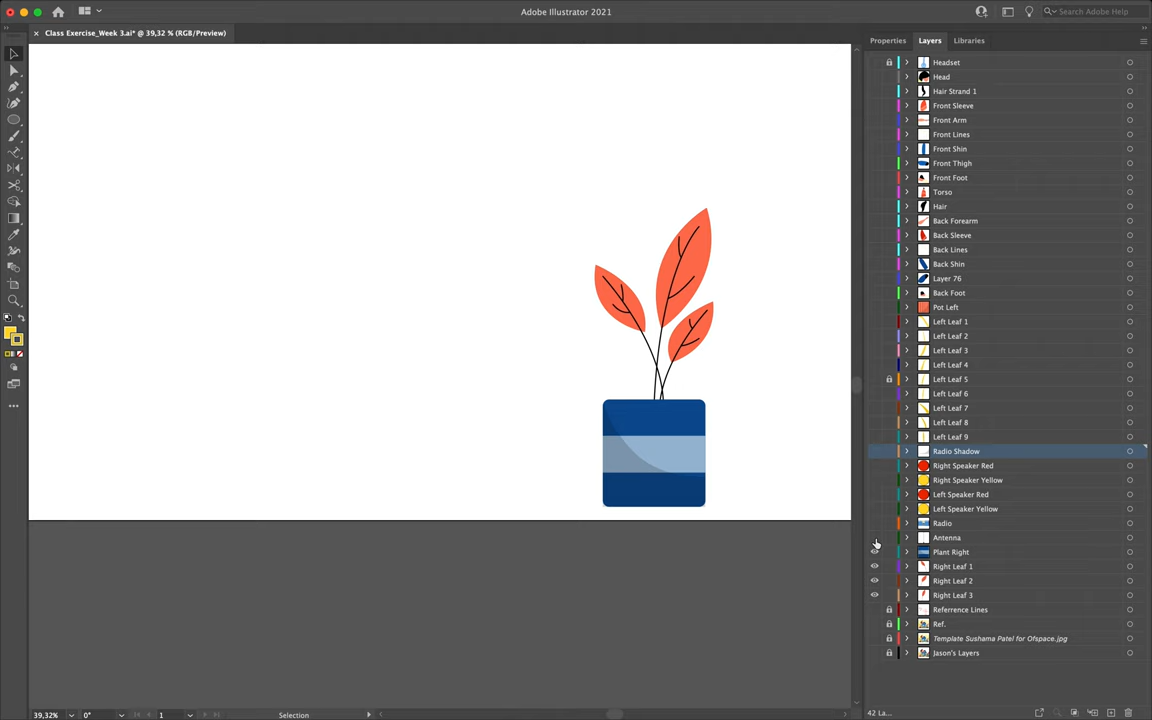 Adobe Illustrator 2021
Search Adobe Help
Class Exercise_Week 3.ai* @ 39,32 % (RGB/Preview)
Properties
Layers
Libraries
Headset
Head
Hair Strand 1
Front Sleeve
Front Arm
Front Lines
Front Shin
Front Thigh
Front Foot
Torso
Hair
Back Forearm
Back Sleeve
Back Lines
Back Shin
Layer 76
Back Foot
Pot Left
Left Leaf 1
Left Leaf 2
Left Leaf 3
Left Leaf 4
Left Leaf 5
Left Leaf 6
Left Leaf 7
Left Leaf 8
Left Leaf 9
Radio Shadow
Right Speaker Red
Right Speaker Yellow
Left Speaker Red
Left Speaker Yellow
Radio
Antenna
Plant Right
Right Leaf 1
Right Leaf 2
Right Leaf 3
Referrence Lines
Ref.
Template Sushama Patel for Ofspace.jpg
Jason's Layers
39,32%
0°
1
Selection
42 La...